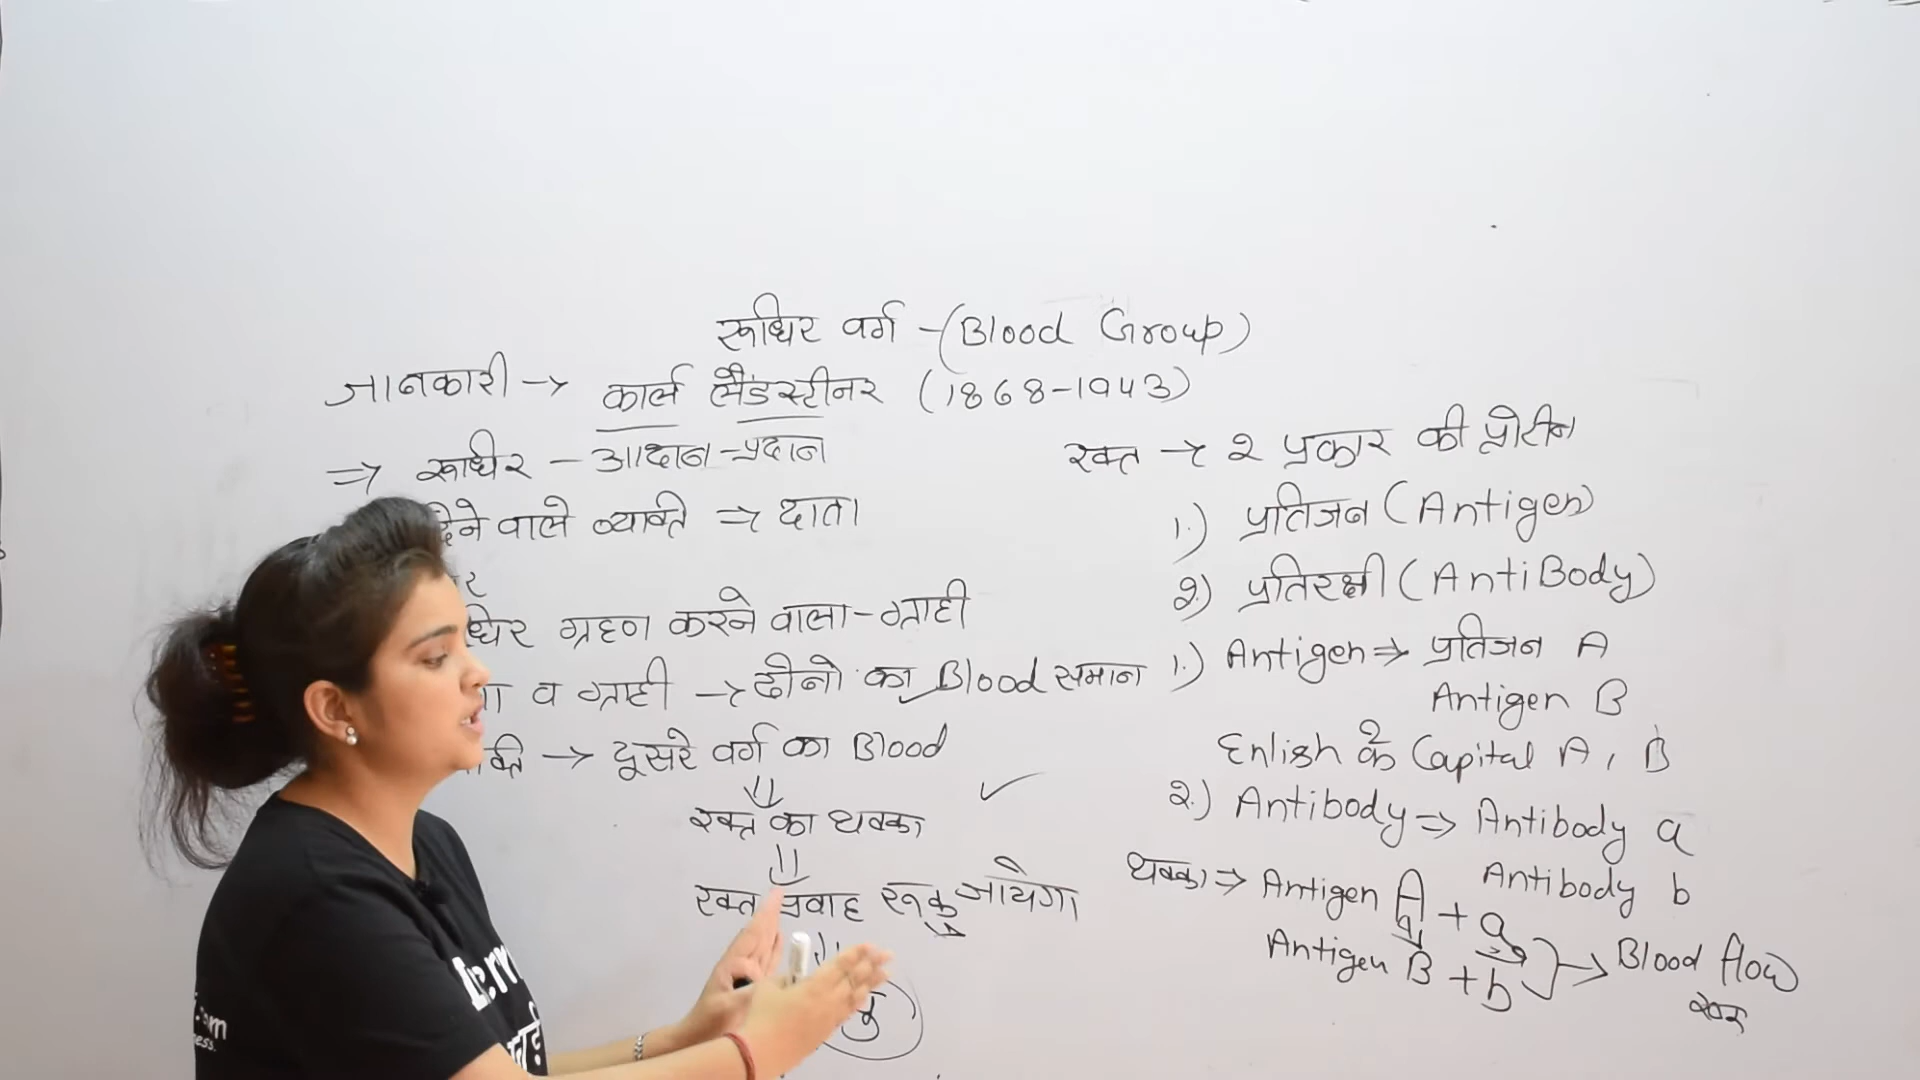 रूधिर वर्ग - (Blood Group)
जानकारी → कार्ल लैंडस्टीनर (1868-1943)
⇒ रूधिर - आदान-प्रदान
देने वाले व्यक्ति ⇒ दाता
ग्रहण करने वाला - ग्राही
व ग्राही → दोनो का Blood समान
→ दूसरे वर्ग का Blood
रक्त का थक्का
रक्त प्रवाह रूक जायेगा
रक्त → 2 प्रकार की प्रोटीन
1.) प्रतिजन (Antigen)
2.) प्रतिरक्षी (AntiBody)
1.) Antigen ⇒ प्रतिजन A
Antigen B
Enlish के Capital A, B
2.) Antibody ⇒ Antibody a
Antibody b
थक्का ⇒ Antigen A + a
Antigen B + b → Blood flow